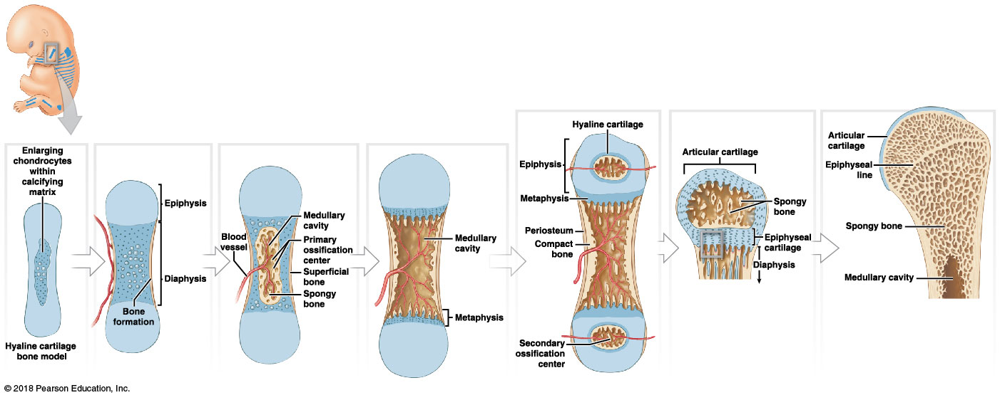 Enlarging
chondrocytes
within
calcifying
matrix
Hyaline cartilage
bone model
Epiphysis
Diaphysis
Bone
formation
Blood
vessel
Medullary
cavity
Primary
ossification
center
Superficial
bone
Spongy
bone
Medullary
cavity
Metaphysis
Hyaline cartilage
Epiphysis
Metaphysis
Periosteum
Compact
bone
Secondary
ossification
center
Articular cartilage
Spongy
bone
Epiphyseal
cartilage
Diaphysis
Articular
cartilage
Epiphyseal
line
Spongy bone
Medullary cavity
© 2018 Pearson Education, Inc.